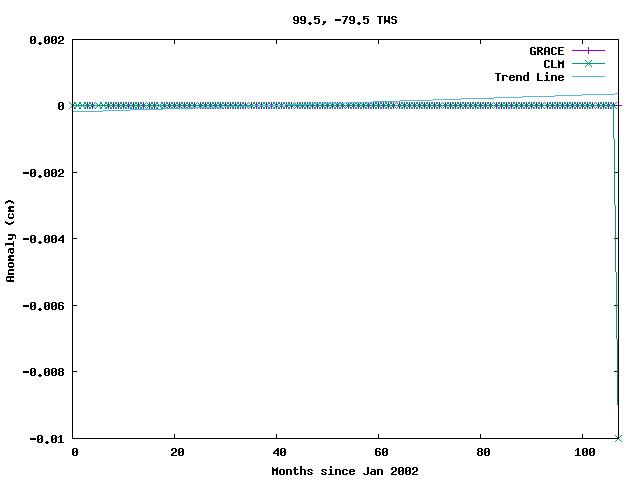 99.5, -79.5 TWS
GRACE
CLM
Trend Line
0.002
0
-0.002
-0.004
-0.006
-0.008
-0.01
Anomaly (cm)
0 20 40 60 80 100
Months since Jan 2002